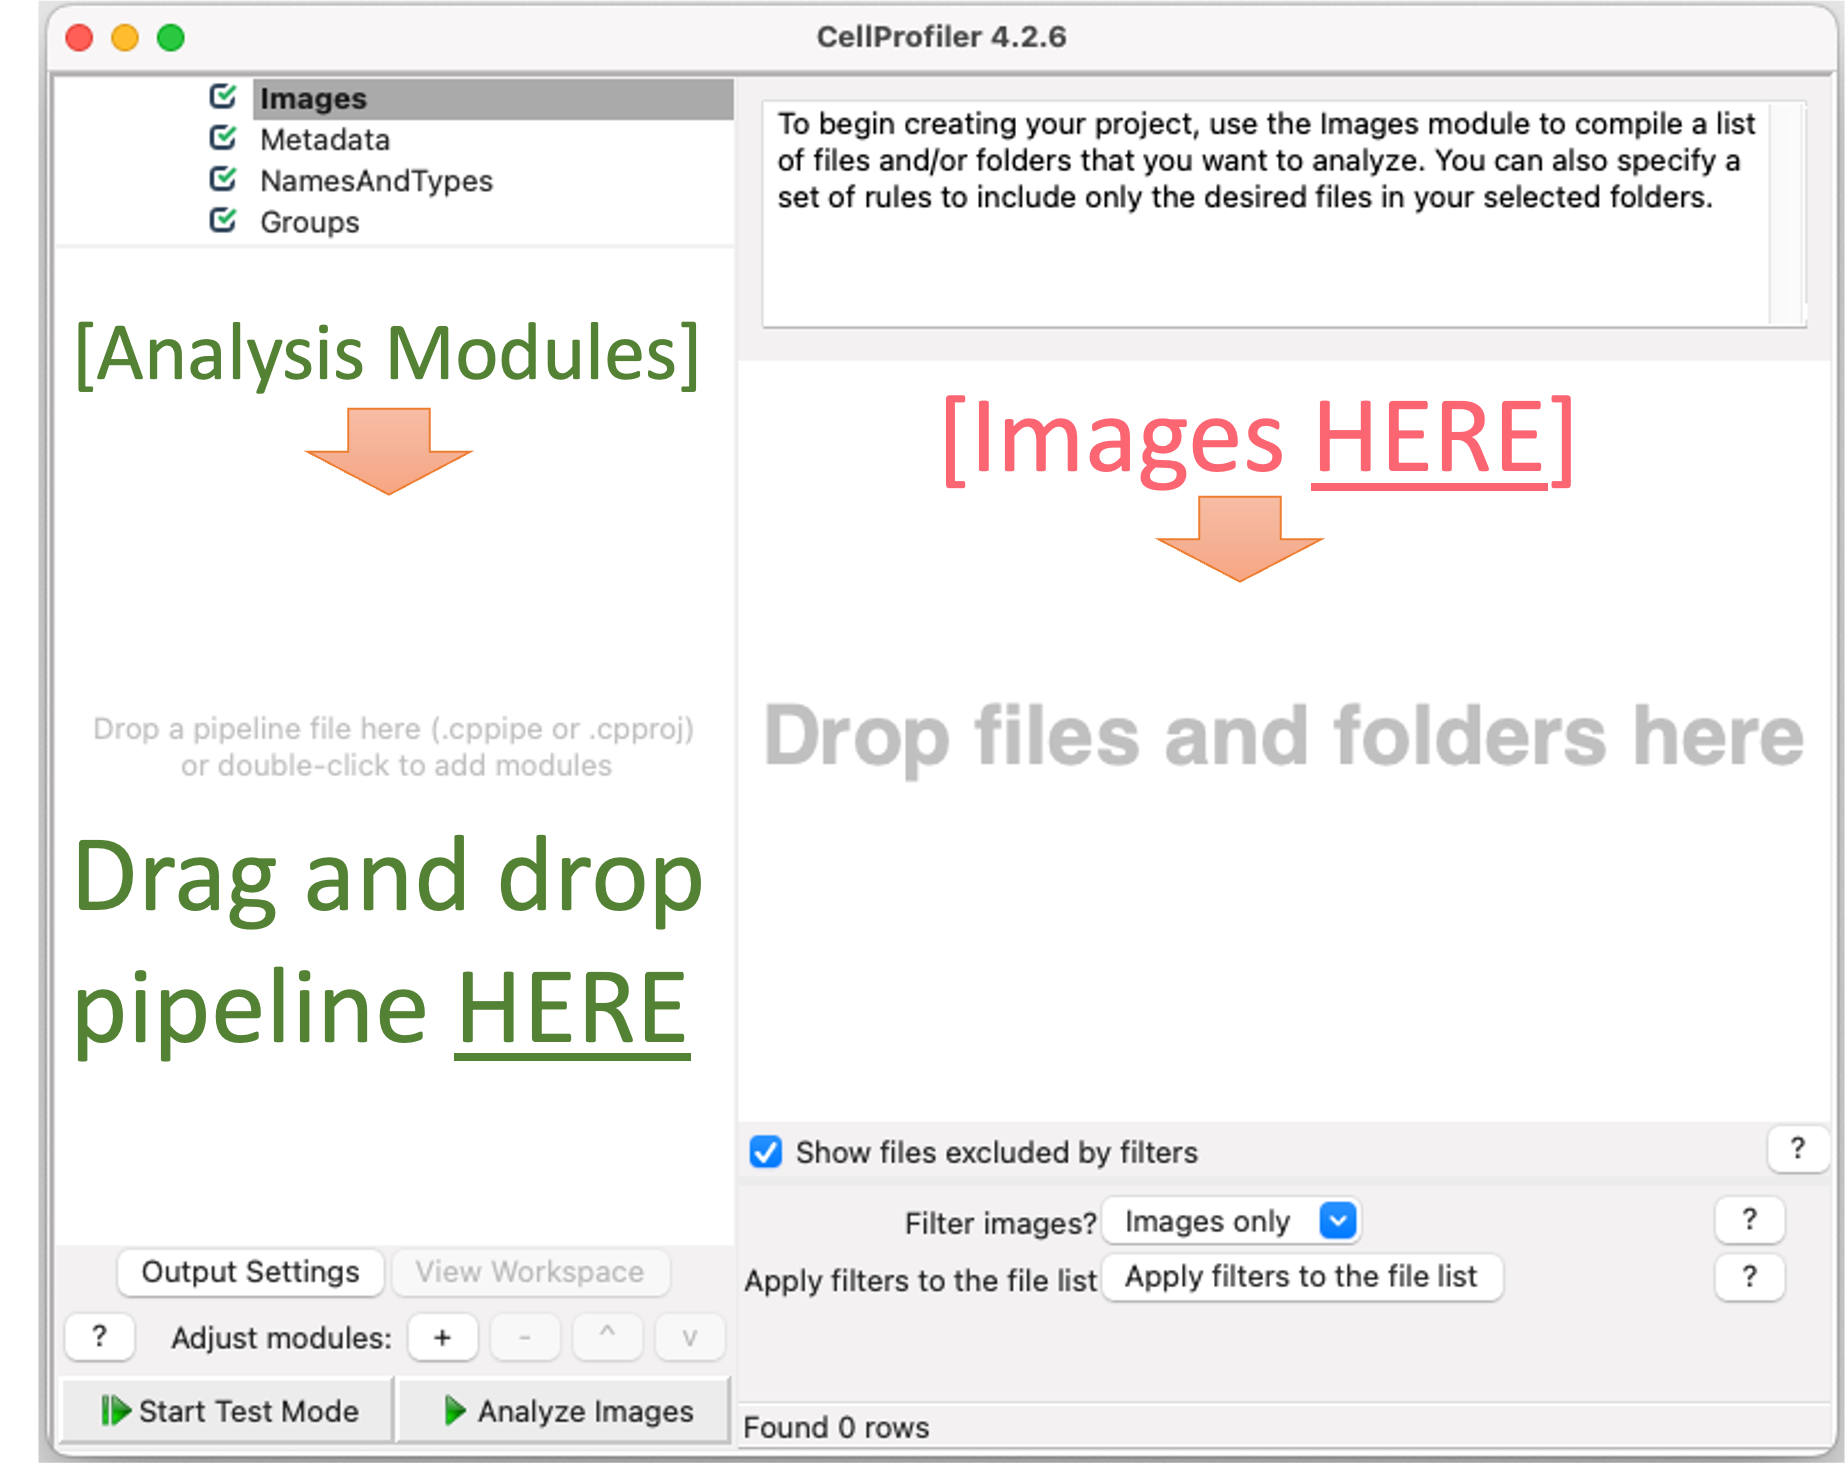 CellProfiler 4.2.6
Images
Metadata
NamesAndTypes
Groups
[Analysis Modules]
Drop a pipeline file here (.cppipe or .cpproj)
or double-click to add modules
Drag and drop
pipeline HERE
Output Settings
View Workspace
?
Adjust modules:
+
-
^
v
Start Test Mode
Analyze Images
To begin creating your project, use the Images module to compile a list
of files and/or folders that you want to analyze. You can also specify a
set of rules to include only the desired files in your selected folders.
[Images HERE]
Drop files and folders here
Show files excluded by filters
?
Filter images?
Images only
?
Apply filters to the file list
Apply filters to the file list
?
Found 0 rows